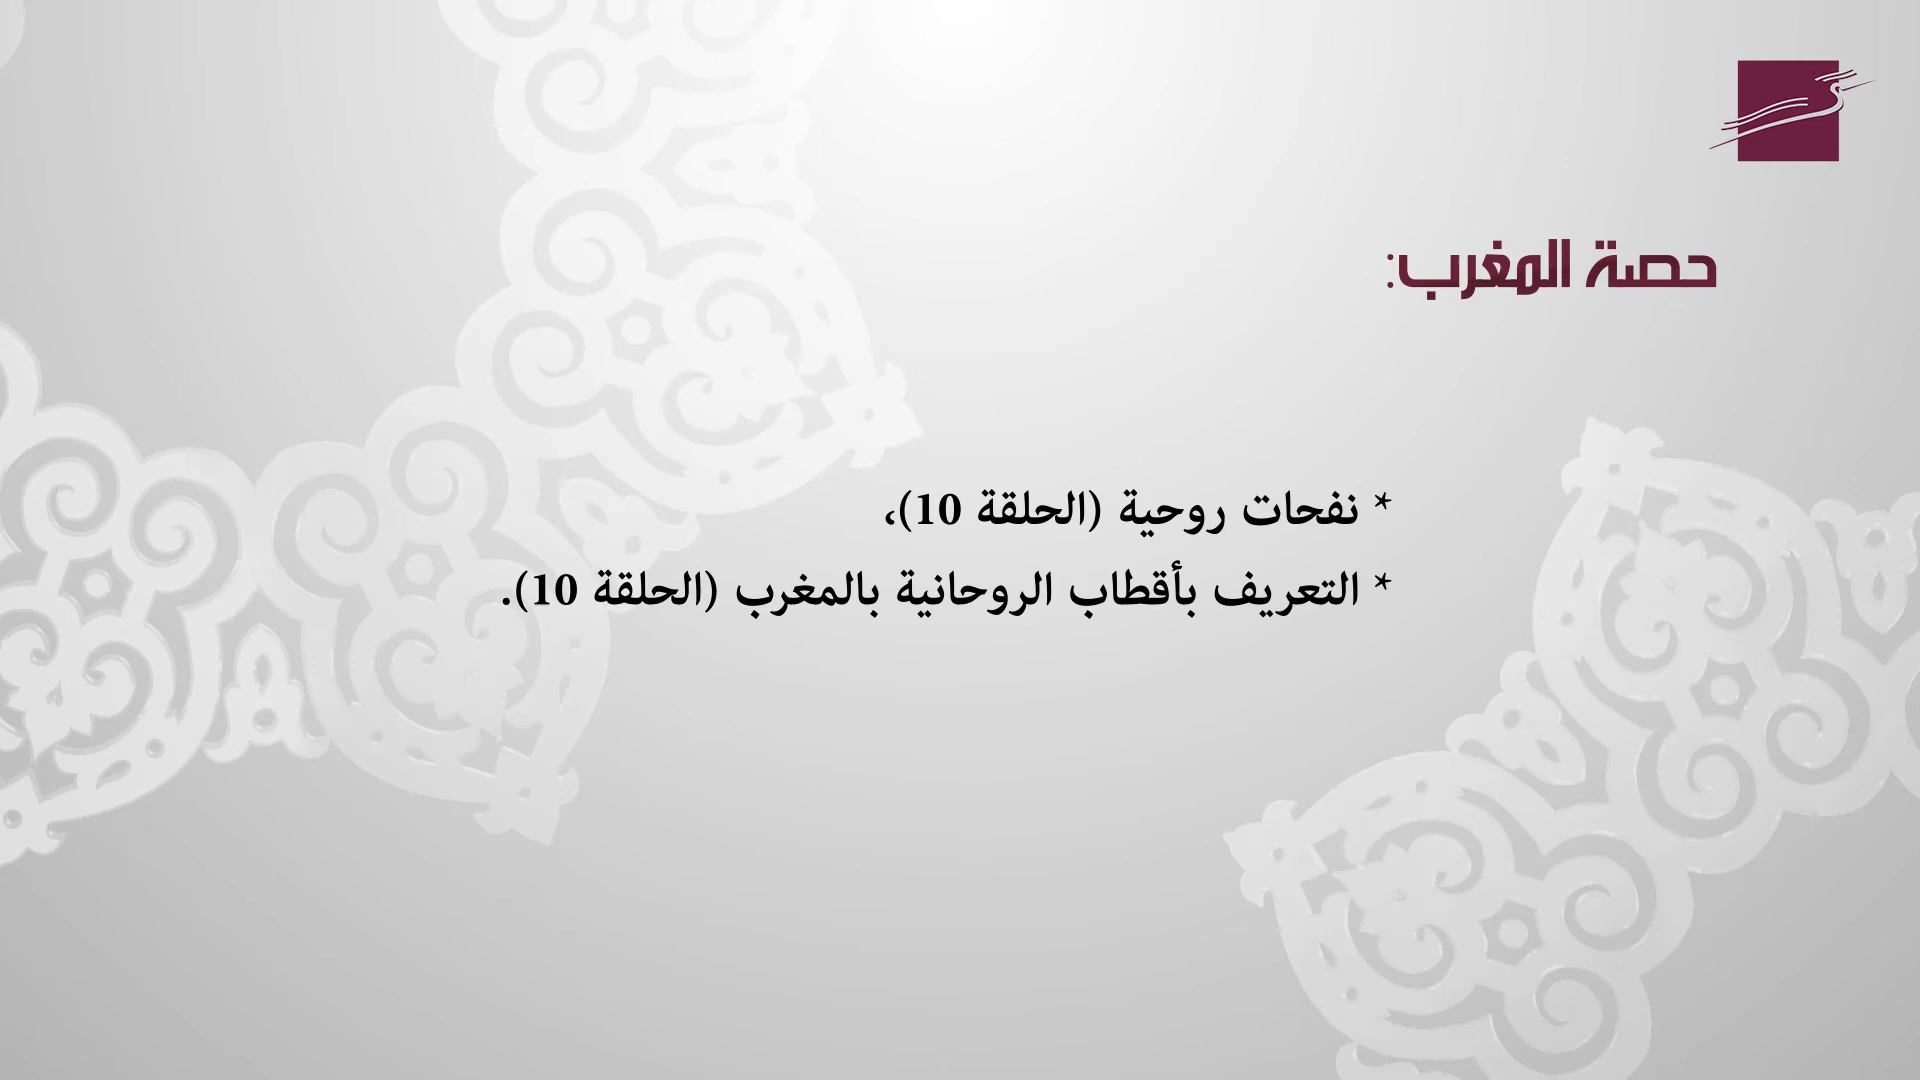 حصة المغرب:
* نفحات روحية (الحلقة 10)،
* التعريف بأقطاب الروحانية بالمغرب (الحلقة 10).